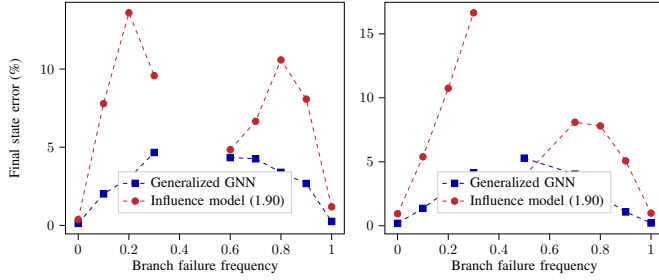 Final state error (%)
10
5
0
Generalized GNN
Influence model (1.90)
0 0.2 0.4 0.6 0.8 1
Branch failure frequency
15
10
5
0
Generalized GNN
Influence model (1.90)
0 0.2 0.4 0.6 0.8 1
Branch failure frequency